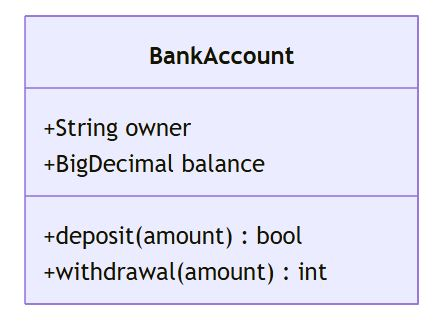 BankAccount
+String owner
+BigDecimal balance
+deposit(amount) : bool
+withdrawal(amount) : int